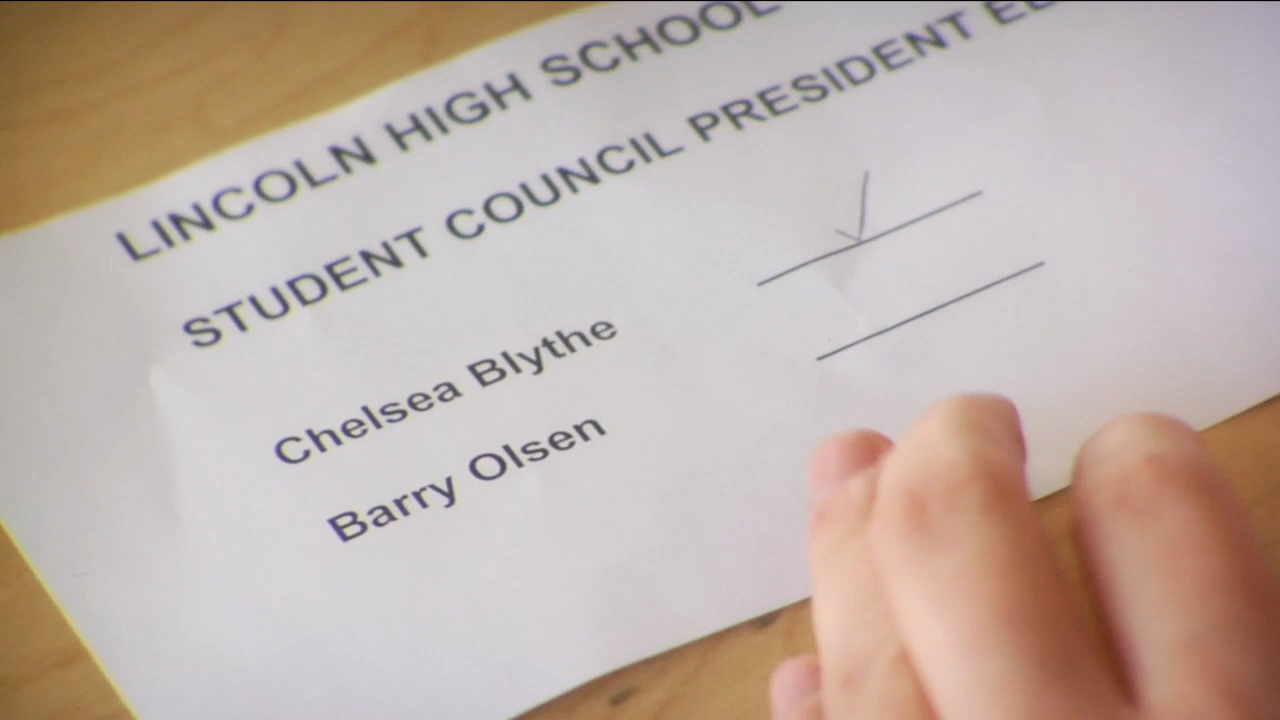 LINCOLN HIGH SCHOOL
STUDENT COUNCIL PRESIDENT
Chelsea Blythe
Barry Olsen